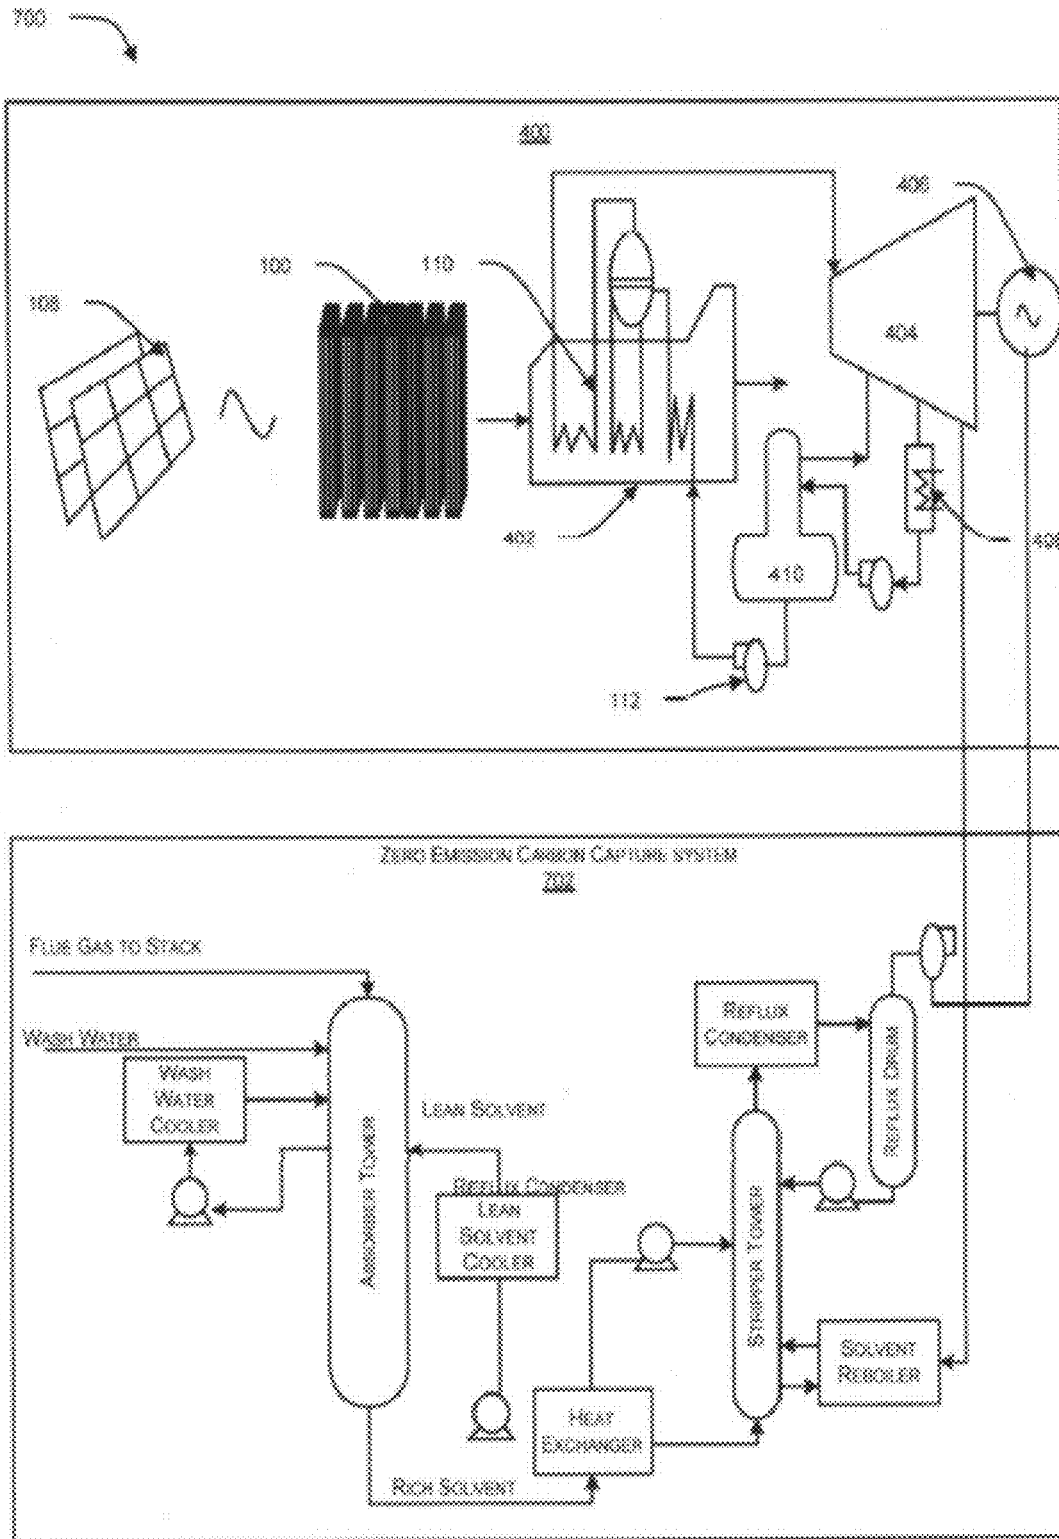 700
400
406
100
110
108
404
402
408
410
112
ZERO EMISSION CARBON CAPTURE SYSTEM
702
FLUE GAS TO STACK
WASH WATER
WASH
WATER
COOLER
ABSORBER TOWER
LEAN SOLVENT
REFLUX CONDENSER
LEAN
SOLVENT
COOLER
REFLUX
CONDENSER
REFLUX DRUM
STRIPPER TOWER
SOLVENT
REBOILER
HEAT
EXCHANGER
RICH SOLVENT